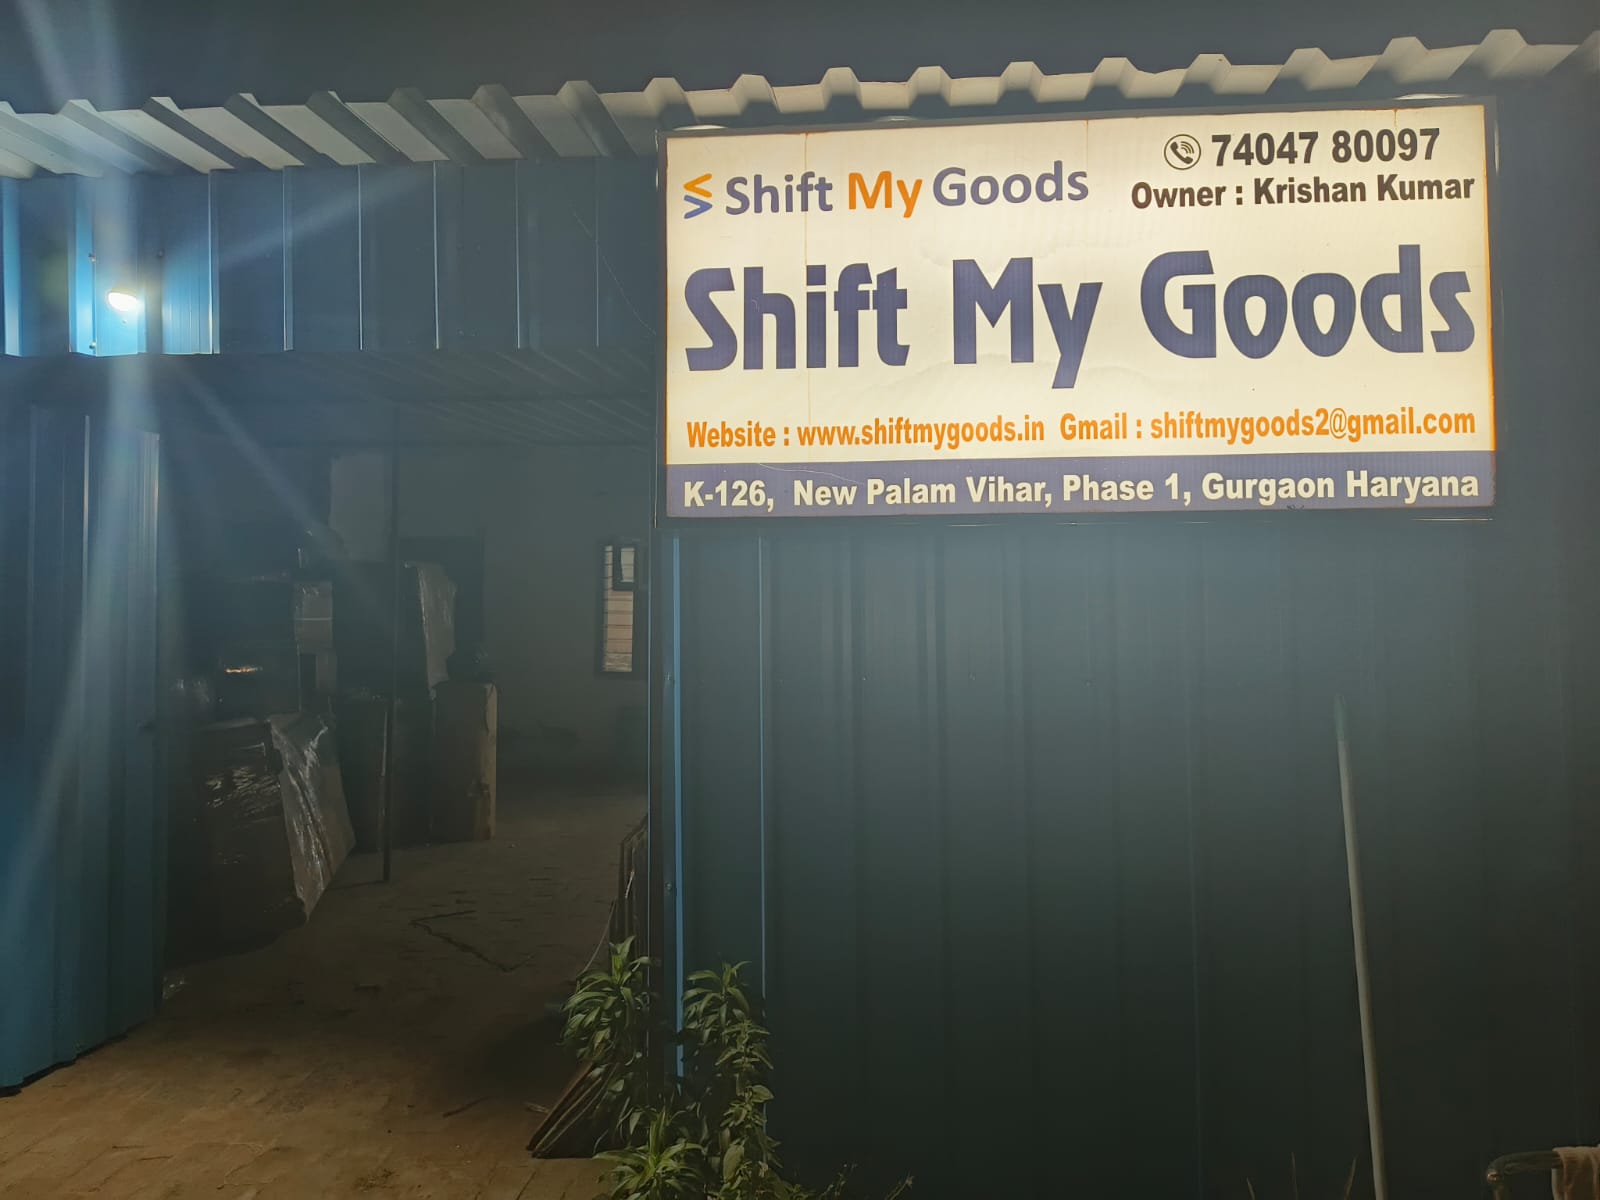 Shift My Goods
74047 80097
Owner : Krishan Kumar
Shift My Goods
Website : www.shiftmygoods.in Gmail : shiftmygoods2@gmail.com
K-126, New Palam Vihar, Phase 1, Gurgaon Haryana